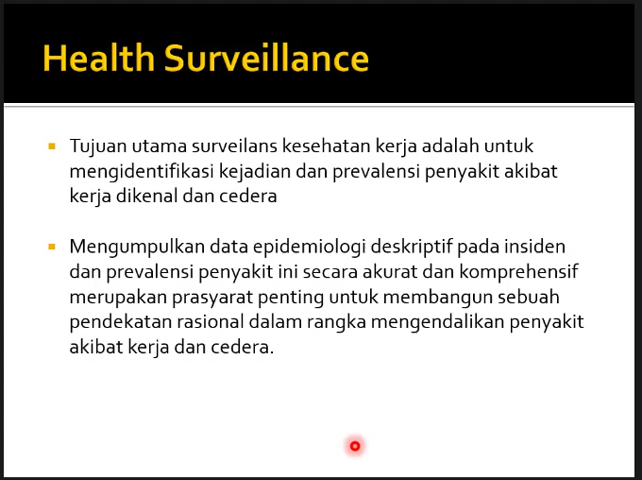 Health Surveillance
Tujuan utama surveilans kesehatan kerja adalah untuk
mengidentifikasi kejadian dan prevalensi penyakit akibat
kerja dikenal dan cedera
Mengumpulkan data epidemiologi deskriptif pada insiden
dan prevalensi penyakit ini secara akurat dan komprehensif
merupakan prasyarat penting untuk membangun sebuah
pendekatan rasional dalam rangka mengendalikan penyakit
akibat kerja dan cedera.